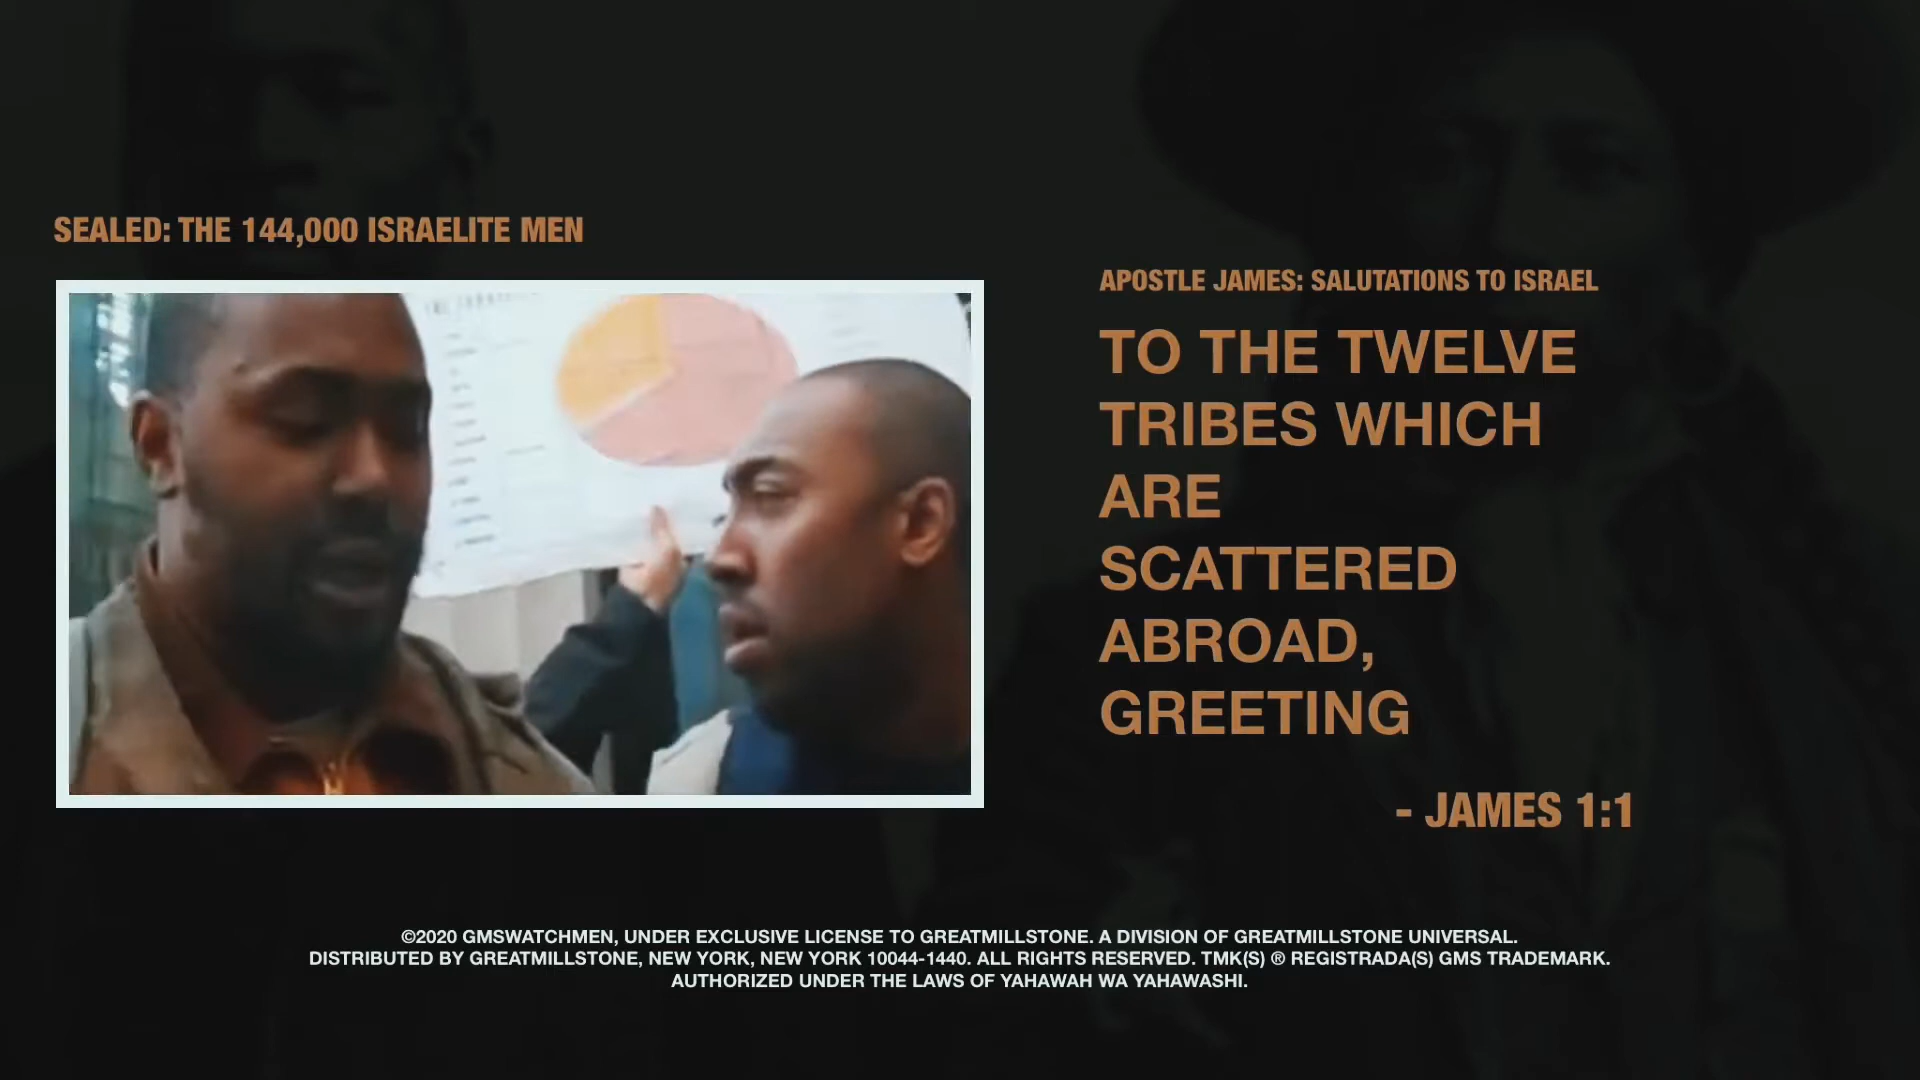 SEALED: THE 144,000 ISRAELITE MEN
APOSTLE JAMES: SALUTATIONS TO ISRAEL
TO THE TWELVE
TRIBES WHICH
ARE
SCATTERED
ABROAD,
GREETING
- JAMES 1:1
©2020 GMSWATCHMEN, UNDER EXCLUSIVE LICENSE TO GREATMILLSTONE. A DIVISION OF GREATMILLSTONE UNIVERSAL.
DISTRIBUTED BY GREATMILLSTONE, NEW YORK, NEW YORK 10044-1440. ALL RIGHTS RESERVED. TMK(S) ® REGISTRADA(S) GMS TRADEMARK.
AUTHORIZED UNDER THE LAWS OF YAHAWAH WA YAHAWASHI.